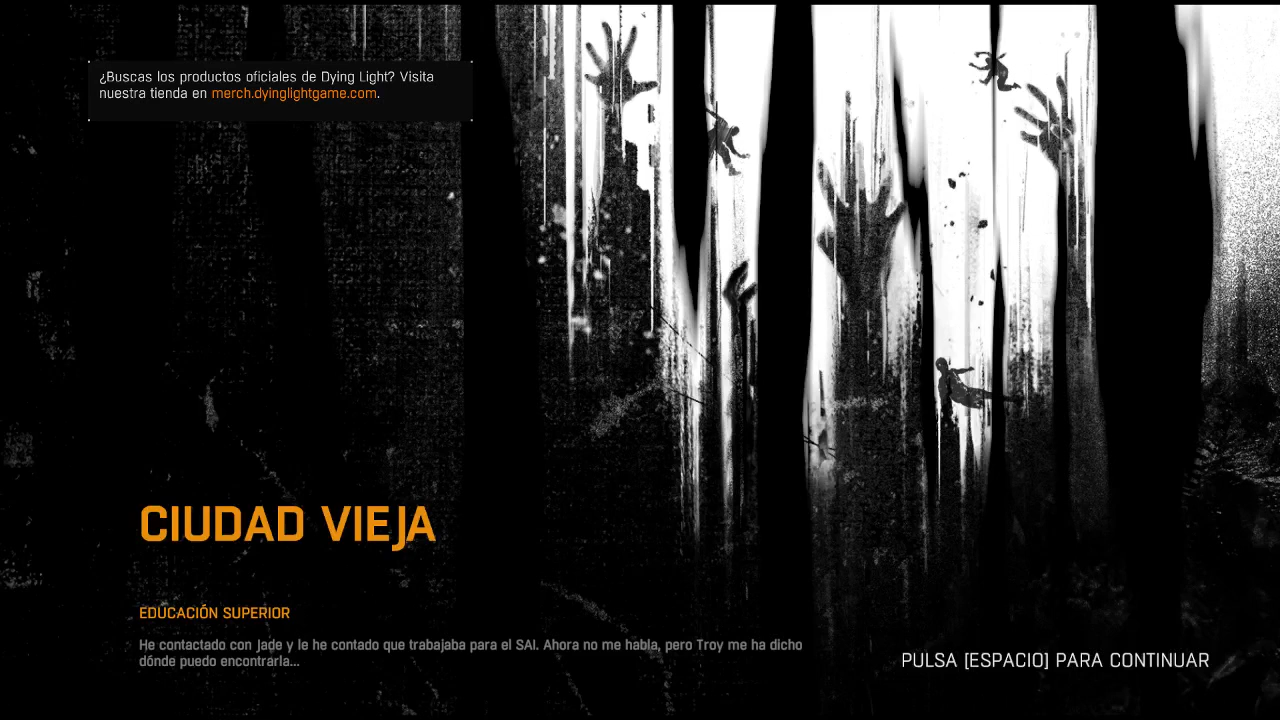 ¿Buscas los productos oficiales de Dying Light? Visita
nuestra tienda en merch.dyinglightgame.com.
CIUDAD VIEJA
EDUCACIÓN SUPERIOR
He contactado con Jade y le he contado que trabajaba para el SAI. Ahora no me habla, pero Troy me ha dicho
dónde puedo encontrarla...
PULSA [ESPACIO] PARA CONTINUAR